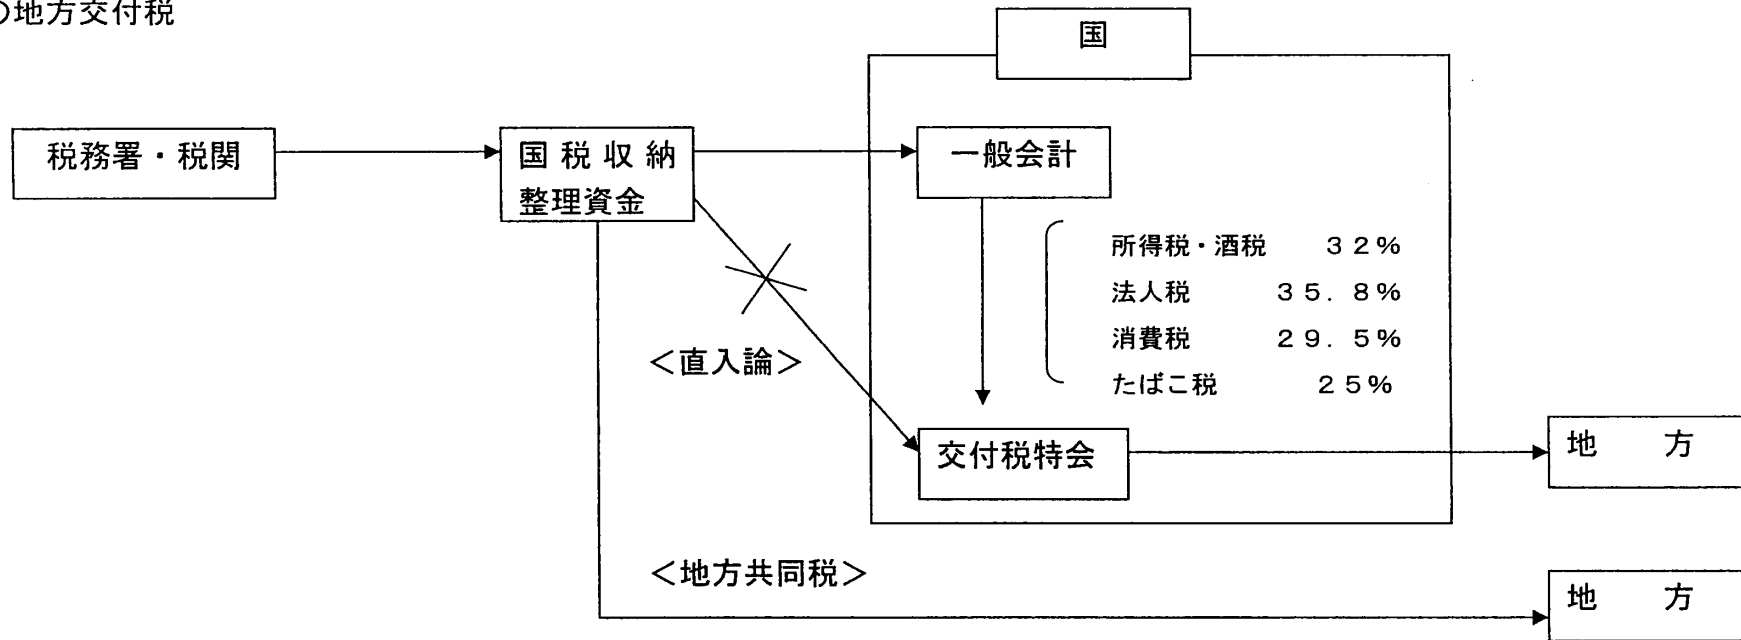 の地方交付税
国
税務署・税関
国税収納
整理資金
一般会計
所得税・酒税 32%
法人税 35.8%
消費税 29.5%
たばこ税 25%
<直入論>
交付税特会
地 方
<地方共同税>
地 方